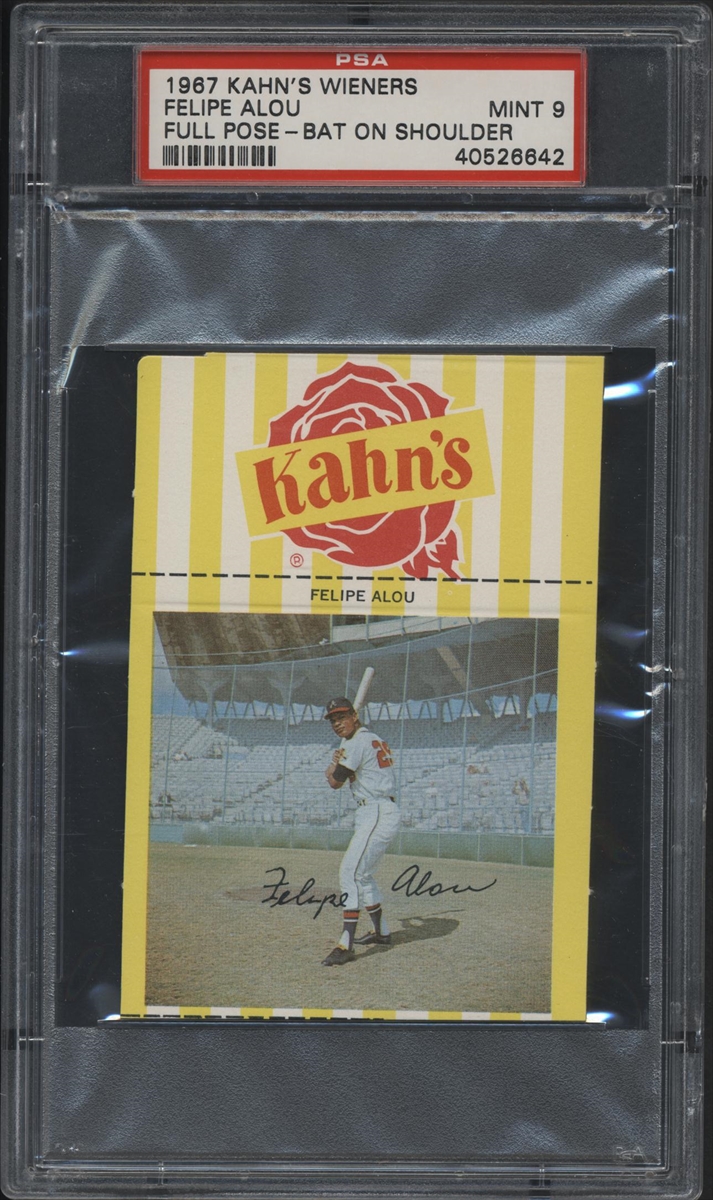 PSA
1967 KAHN'S WIENERS
FELIPE ALOU MINT 9
FULL POSE – BAT ON SHOULDER
40526642
Kahn's
®
FELIPE ALOU
Felipe Alou